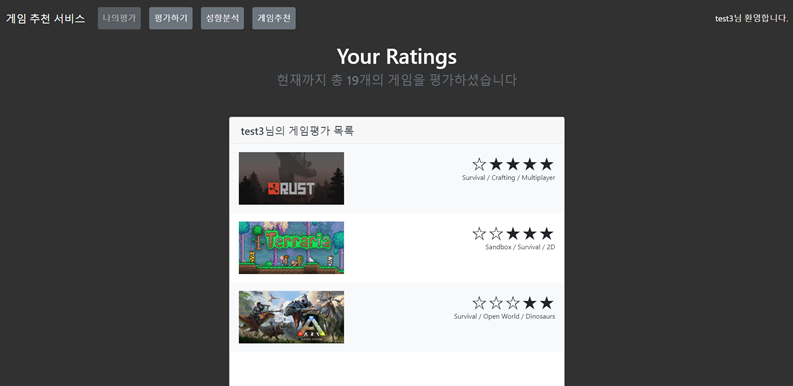 게임 추천 서비스 나의평가 평가하기 성향분석 게임추천 test3님 환영합니다.
Your Ratings
현재까지 총 19개의 게임을 평가하셨습니다
test3님의 게임평가 목록
RUST
☆★★★★
Survival / Crafting / Multiplayer
Terraria
☆☆★★★
Sandbox / Survival / 2D
ARK
☆☆☆★★
Survival / Open World / Dinosaurs